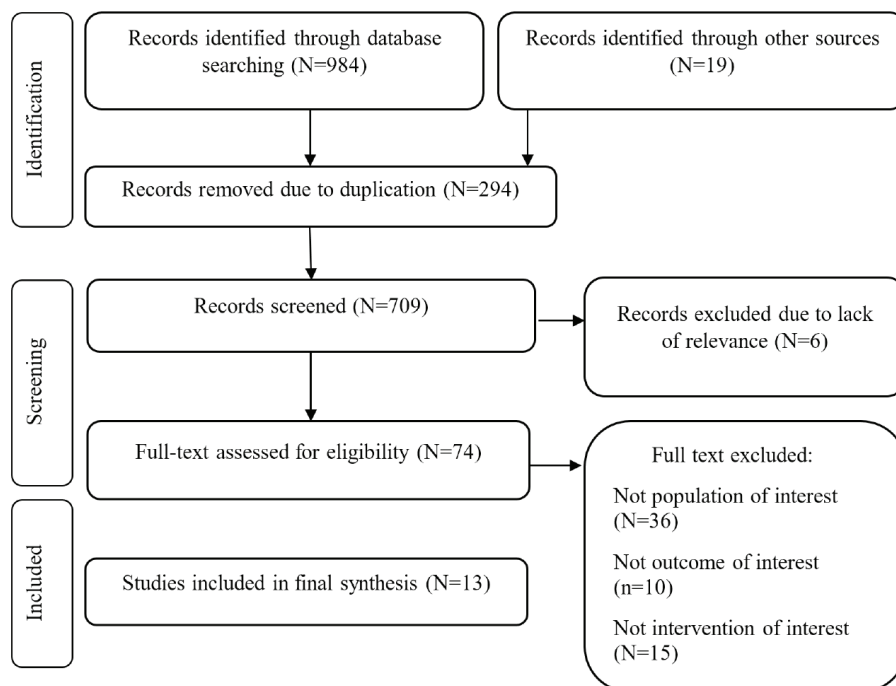 Identification
Records identified through database
searching (N=984)
Records identified through other sources
(N=19)
Records removed due to duplication (N=294)
Screening
Records screened (N=709)
Records excluded due to lack
of relevance (N=6)
Full-text assessed for eligibility (N=74)
Full text excluded:
Not population of interest
(N=36)
Not outcome of interest
(n=10)
Not intervention of interest
(N=15)
Included
Studies included in final synthesis (N=13)